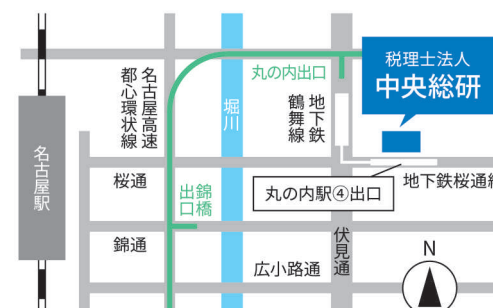 税理士法人
中央総研
丸の内出口
名古屋高速
都心環状線
堀川
地下鉄
鶴舞線
名古屋駅
桜通
錦橋
出口
丸の内駅④出口
地下鉄桜通線
錦通
伏見通
広小路通
N